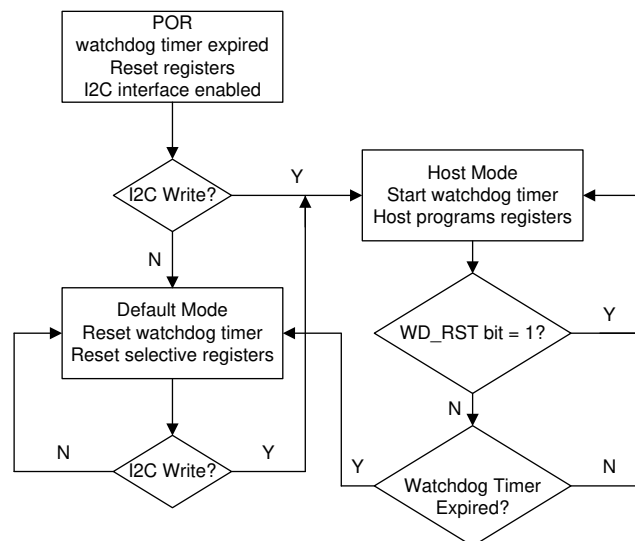 POR
watchdog timer expired
Reset registers
I2C interface enabled
I2C Write?
Y
N
Host Mode
Start watchdog timer
Host programs registers
Default Mode
Reset watchdog timer
Reset selective registers
WD_RST bit = 1?
Y
N
I2C Write?
N
Y
Watchdog Timer
Expired?
Y
N